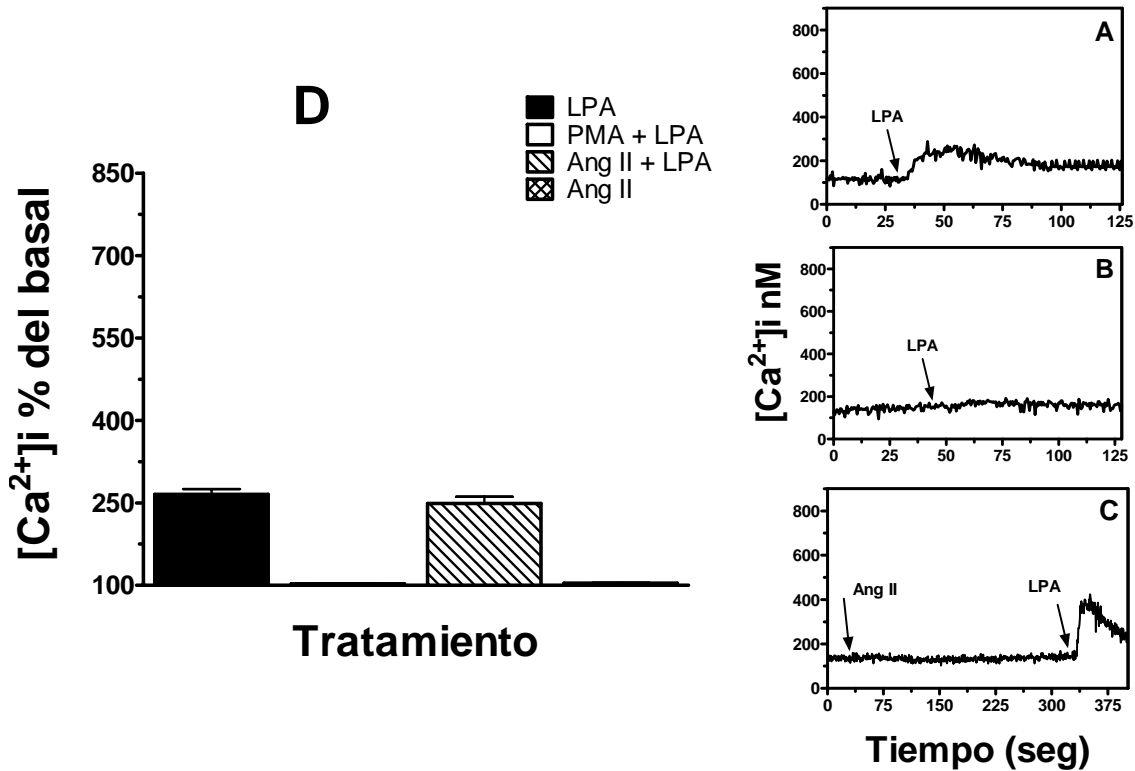 D
LPA
PMA + LPA
Ang II + LPA
Ang II
[Ca²⁺]i % del basal
850
700
550
400
250
100
Tratamiento
A
800
600
400
200
0
LPA
0 25 50 75 100 125
B
800
600
400
200
0
LPA
0 25 50 75 100 125
[Ca²⁺]i nM
C
800
600
400
200
0
Ang II
LPA
0 75 150 225 300 375
Tiempo (seg)